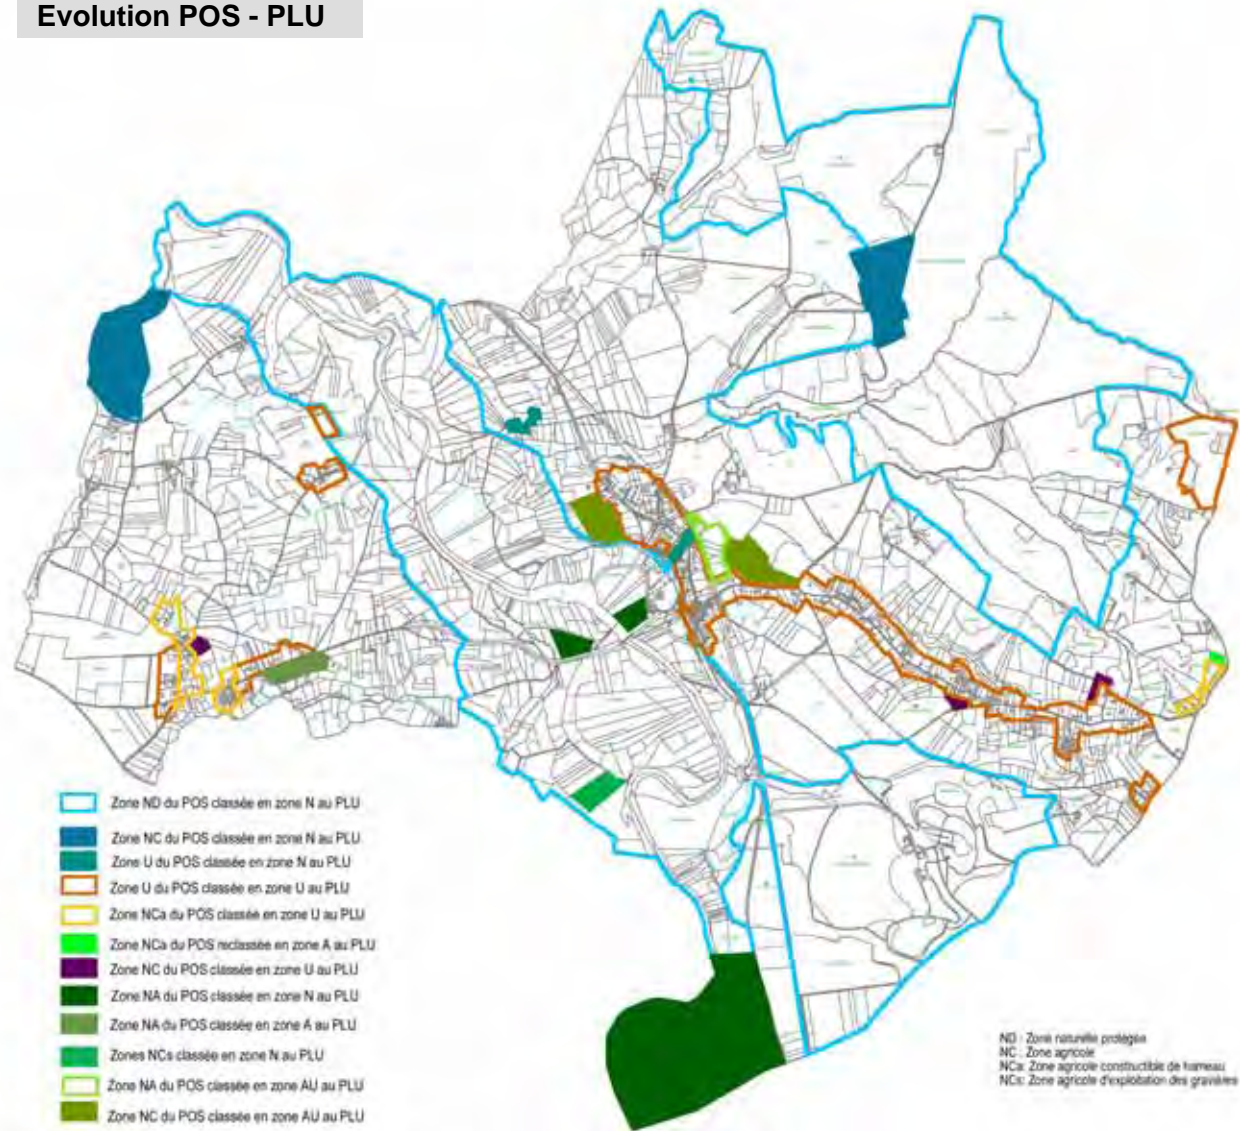 Evolution POS - PLU
Zone ND du POS classée en zone N au PLU
Zone NC du POS classée en zone N au PLU
Zone U du POS classée en zone N au PLU
Zone U du POS classée en zone U au PLU
Zone NCa du POS classée en zone U au PLU
Zone NCa du POS reclassée en zone A au PLU
Zone NC du POS classée en zone U au PLU
Zone NA du POS classée en zone N au PLU
Zone NA du POS classée en zone A au PLU
Zones NCs classée en zone N au PLU
Zone NA du POS classée en zone AU au PLU
Zone NC du POS classée en zone AU au PLU
ND : Zone naturelle protégée
NC : Zone agricole
NCa: Zone agricole constructible de hameau
NCs: Zone agricole d'exploitation des gravières